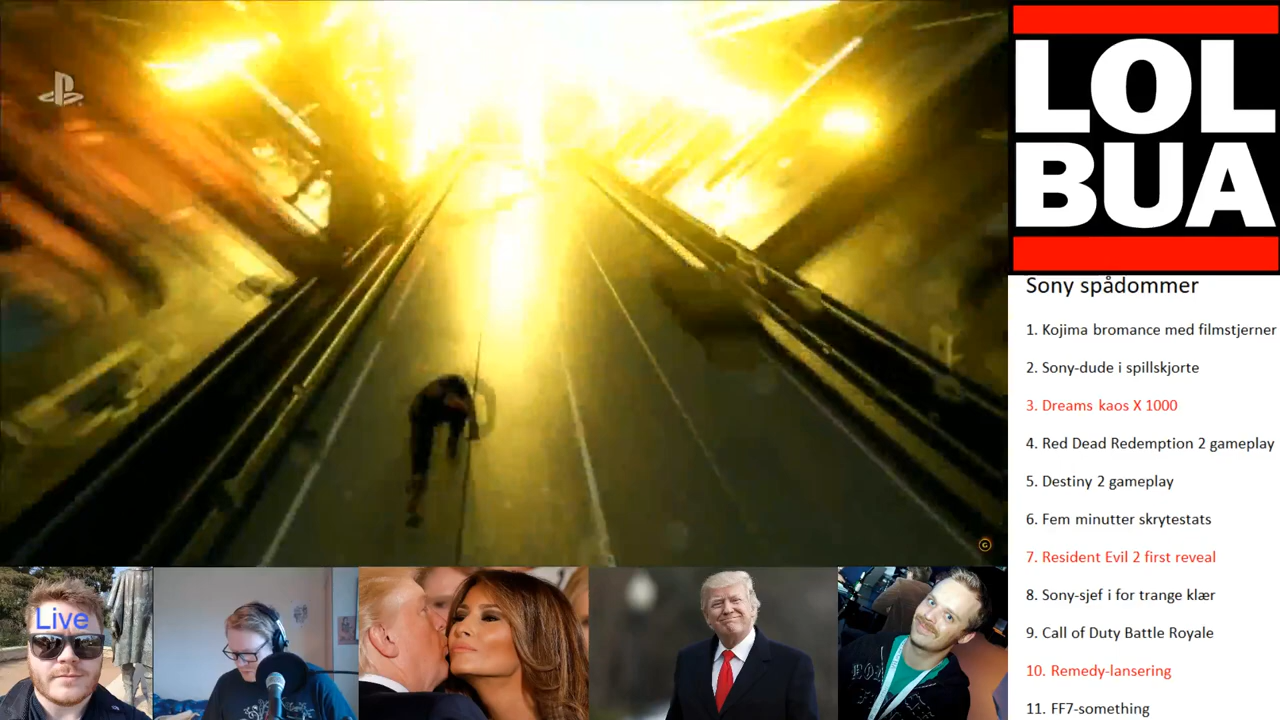 LOL
BUA
Sony spådommer
1. Kojima bromance med filmstjerner
2. Sony-dude i spillskjorte
3. Dreams kaos X 1000
4. Red Dead Redemption 2 gameplay
5. Destiny 2 gameplay
6. Fem minutter skrytestats
7. Resident Evil 2 first reveal
8. Sony-sjef i for trange klær
9. Call of Duty Battle Royale
10. Remedy-lansering
11. FF7-something
Live